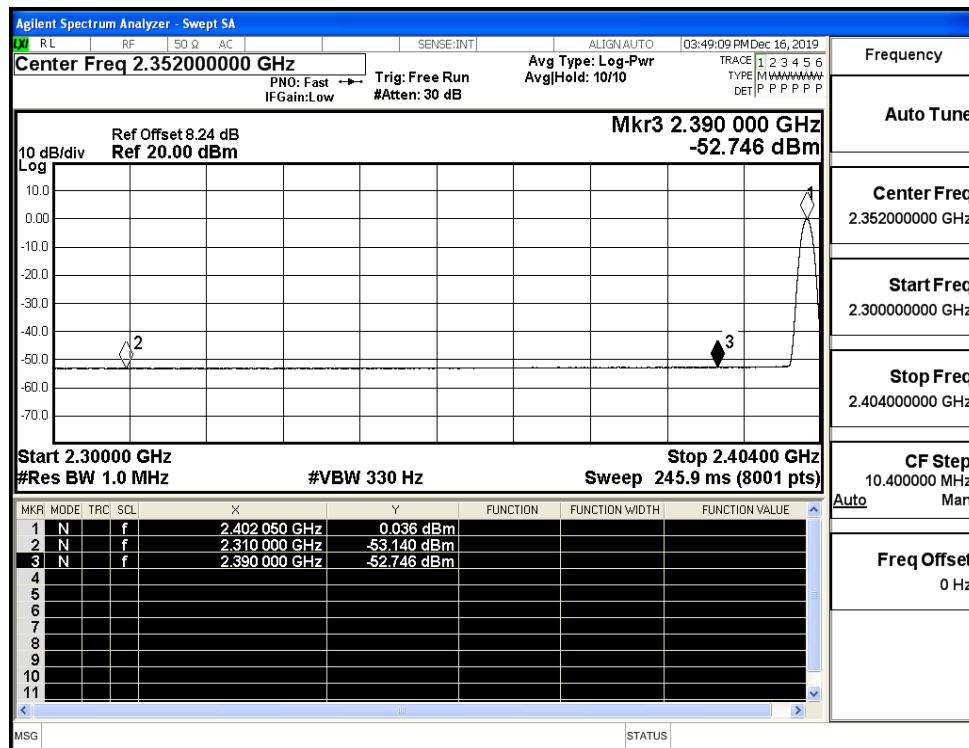 Agilent Spectrum Analyzer - Swept SA
LXI RL RF 50 Ω AC SENSE:INT ALIGN AUTO 03:49:09 PM Dec 16, 2019
Center Freq 2.352000000 GHz
PNO: Fast
IFGain:Low
Trig: Free Run
#Atten: 30 dB
Avg Type: Log-Pwr
Avg|Hold: 10/10
TRACE 1 2 3 4 5 6
TYPE M WWWWW
DET P P P P P P
Ref Offset 8.24 dB
10 dB/div Ref 20.00 dBm
Log
Mkr3 2.390 000 GHz
-52.746 dBm
10.0
0.00
-10.0
-20.0
-30.0
-40.0
-50.0
-60.0
-70.0
1
2
3
Start 2.30000 GHz Stop 2.40400 GHz
#Res BW 1.0 MHz #VBW 330 Hz Sweep 245.9 ms (8001 pts)
MKR MODE TRC SCL X Y FUNCTION FUNCTION WIDTH FUNCTION VALUE
1 N f 2.402 050 GHz 0.036 dBm
2 N f 2.310 000 GHz -53.140 dBm
3 N f 2.390 000 GHz -52.746 dBm
4
5
6
7
8
9
10
11
MSG STATUS
Frequency
Auto Tune
Center Freq
2.352000000 GHz
Start Freq
2.300000000 GHz
Stop Freq
2.404000000 GHz
CF Step
10.400000 MHz
Auto Man
Freq Offset
0 Hz